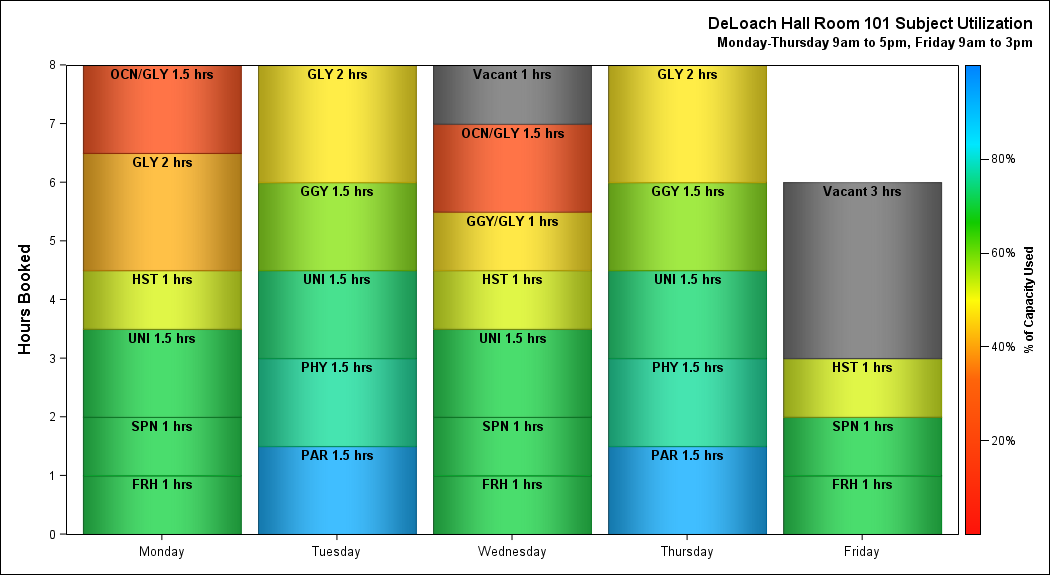 DeLoach Hall Room 101 Subject Utilization
Monday-Thursday 9am to 5pm, Friday 9am to 3pm
Hours Booked
8
7
6
5
4
3
2
1
0
OCN/GLY 1.5 hrs
GLY 2 hrs
HST 1 hrs
UNI 1.5 hrs
SPN 1 hrs
FRH 1 hrs
Monday
GLY 2 hrs
GGY 1.5 hrs
UNI 1.5 hrs
PHY 1.5 hrs
PAR 1.5 hrs
Tuesday
Vacant 1 hrs
OCN/GLY 1.5 hrs
GGY/GLY 1 hrs
HST 1 hrs
UNI 1.5 hrs
SPN 1 hrs
FRH 1 hrs
Wednesday
GLY 2 hrs
GGY 1.5 hrs
UNI 1.5 hrs
PHY 1.5 hrs
PAR 1.5 hrs
Thursday
Vacant 3 hrs
HST 1 hrs
SPN 1 hrs
FRH 1 hrs
Friday
80%
60%
40%
20%
% of Capacity Used